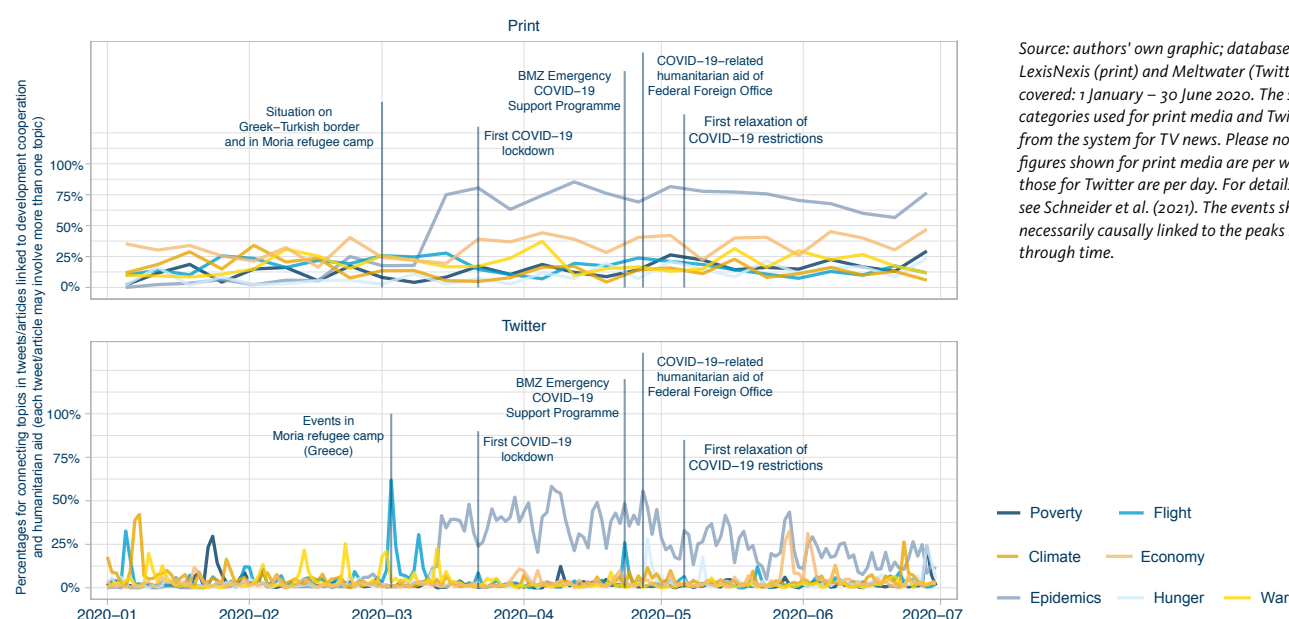 Print
Percentages for connecting topics in tweets/articles linked to development cooperation
and humanitarian aid (each tweet/article may involve more than one topic)
Situation on
Greek–Turkish border
and in Moria refugee camp
First COVID–19
lockdown
BMZ Emergency
COVID–19
Support Programme
COVID–19–related
humanitarian aid of
Federal Foreign Office
First relaxation of
COVID–19 restrictions
100%
75%
50%
25%
0%
Twitter
Events in
Moria refugee camp
(Greece)
First COVID–19
lockdown
BMZ Emergency
COVID–19
Support Programme
COVID–19–related
humanitarian aid of
Federal Foreign Office
First relaxation of
COVID–19 restrictions
100%
75%
50%
25%
0%
2020–01 2020–02 2020–03 2020–04 2020–05 2020–06 2020–07
Source: authors' own graphic; database
LexisNexis (print) and Meltwater
covered: 1 January – 30 June 2020. The
categories used for print media and
from the system for TV news. Please
figures shown for print media are per
those for Twitter are per day. For
see Schneider et al. (2021). The events
necessarily causally linked to the peaks
through time.
Poverty Flight
Climate Economy
Epidemics Hunger War